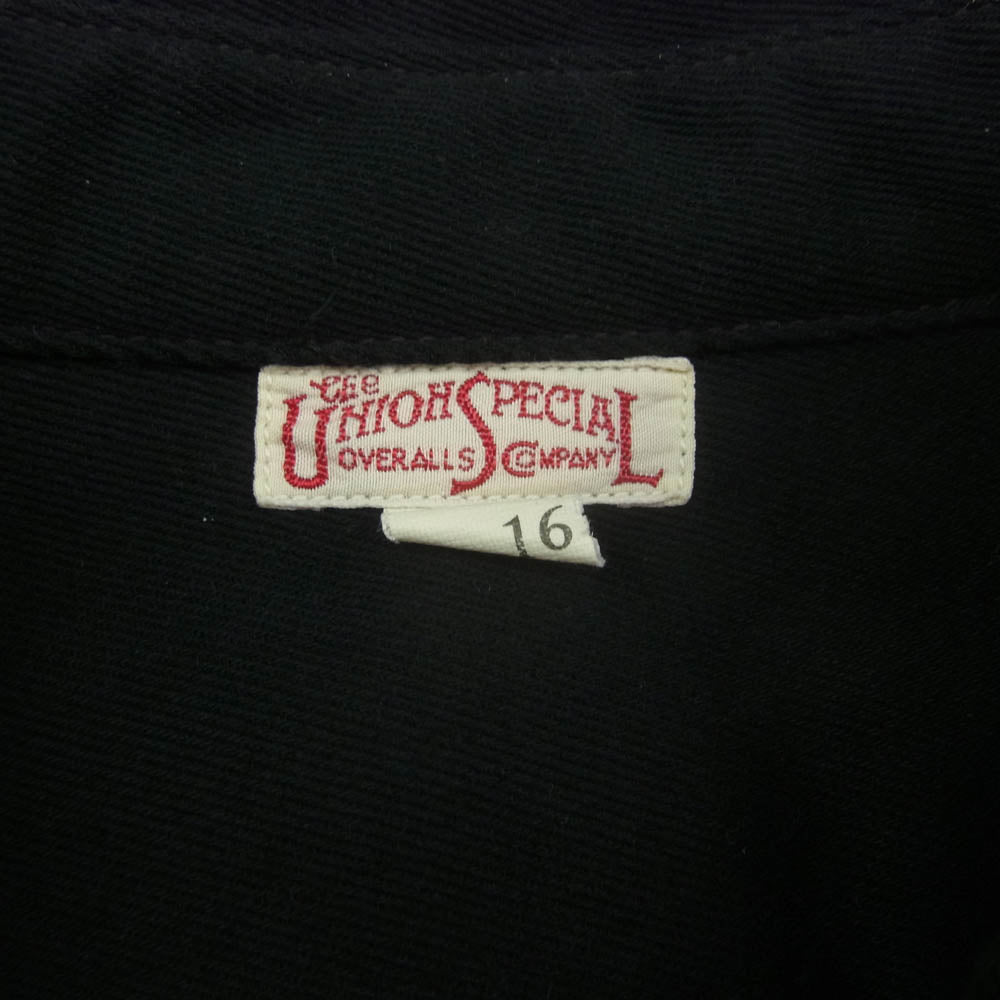 THE
UNION SPECIAL
OVERALLS COMPANY
16